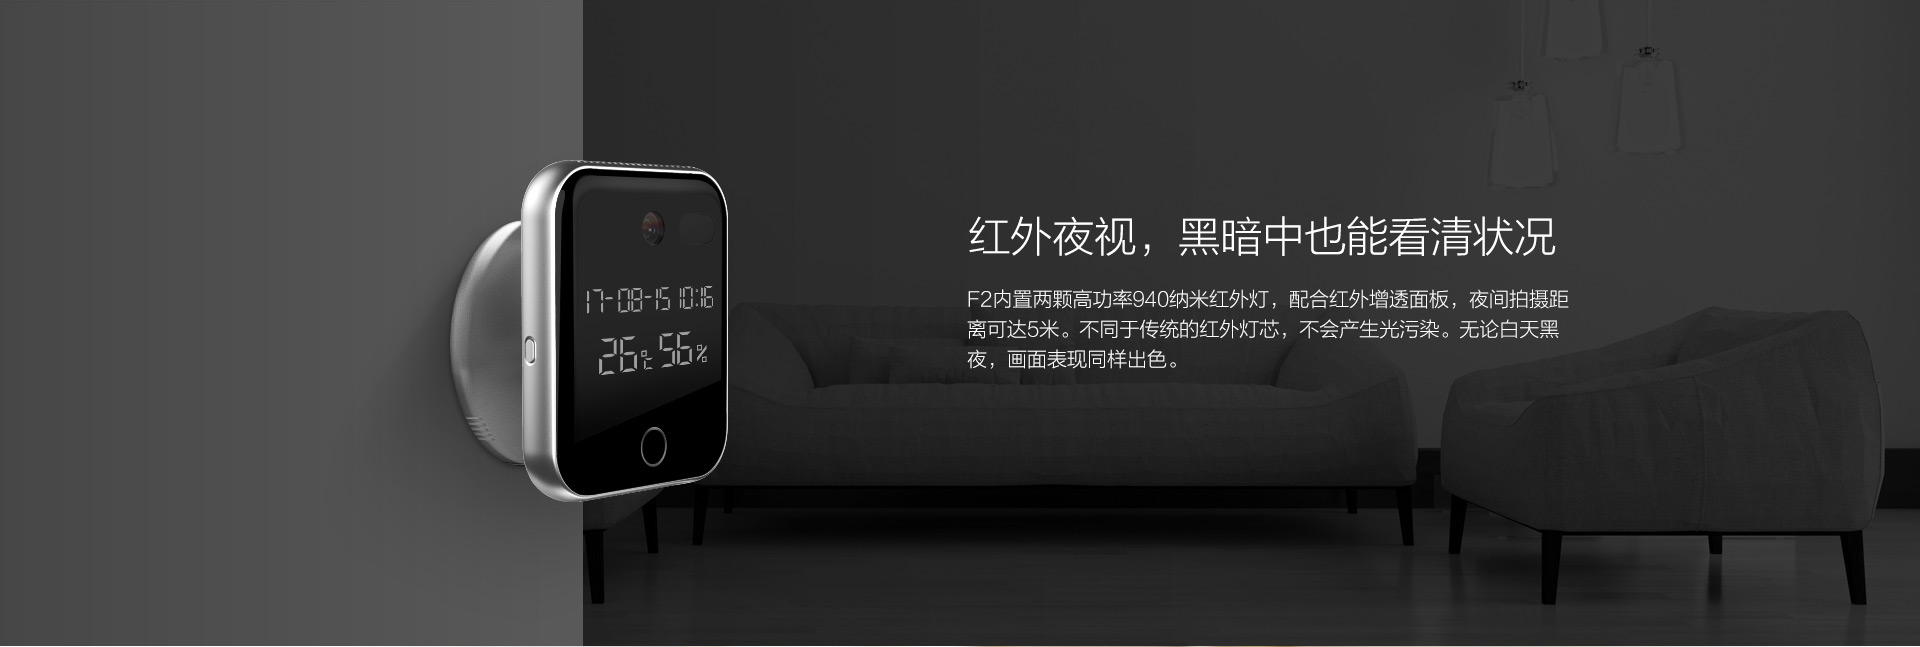 红外夜视，黑暗中也能看清状况
F2内置两颗高功率940纳米红外灯，配合红外增透面板，夜间拍摄距
离可达5米。不同于传统的红外灯芯，不会产生光污染。无论白天黑
夜，画面表现同样出色。
17-08-15 10:16
26℃ 56%